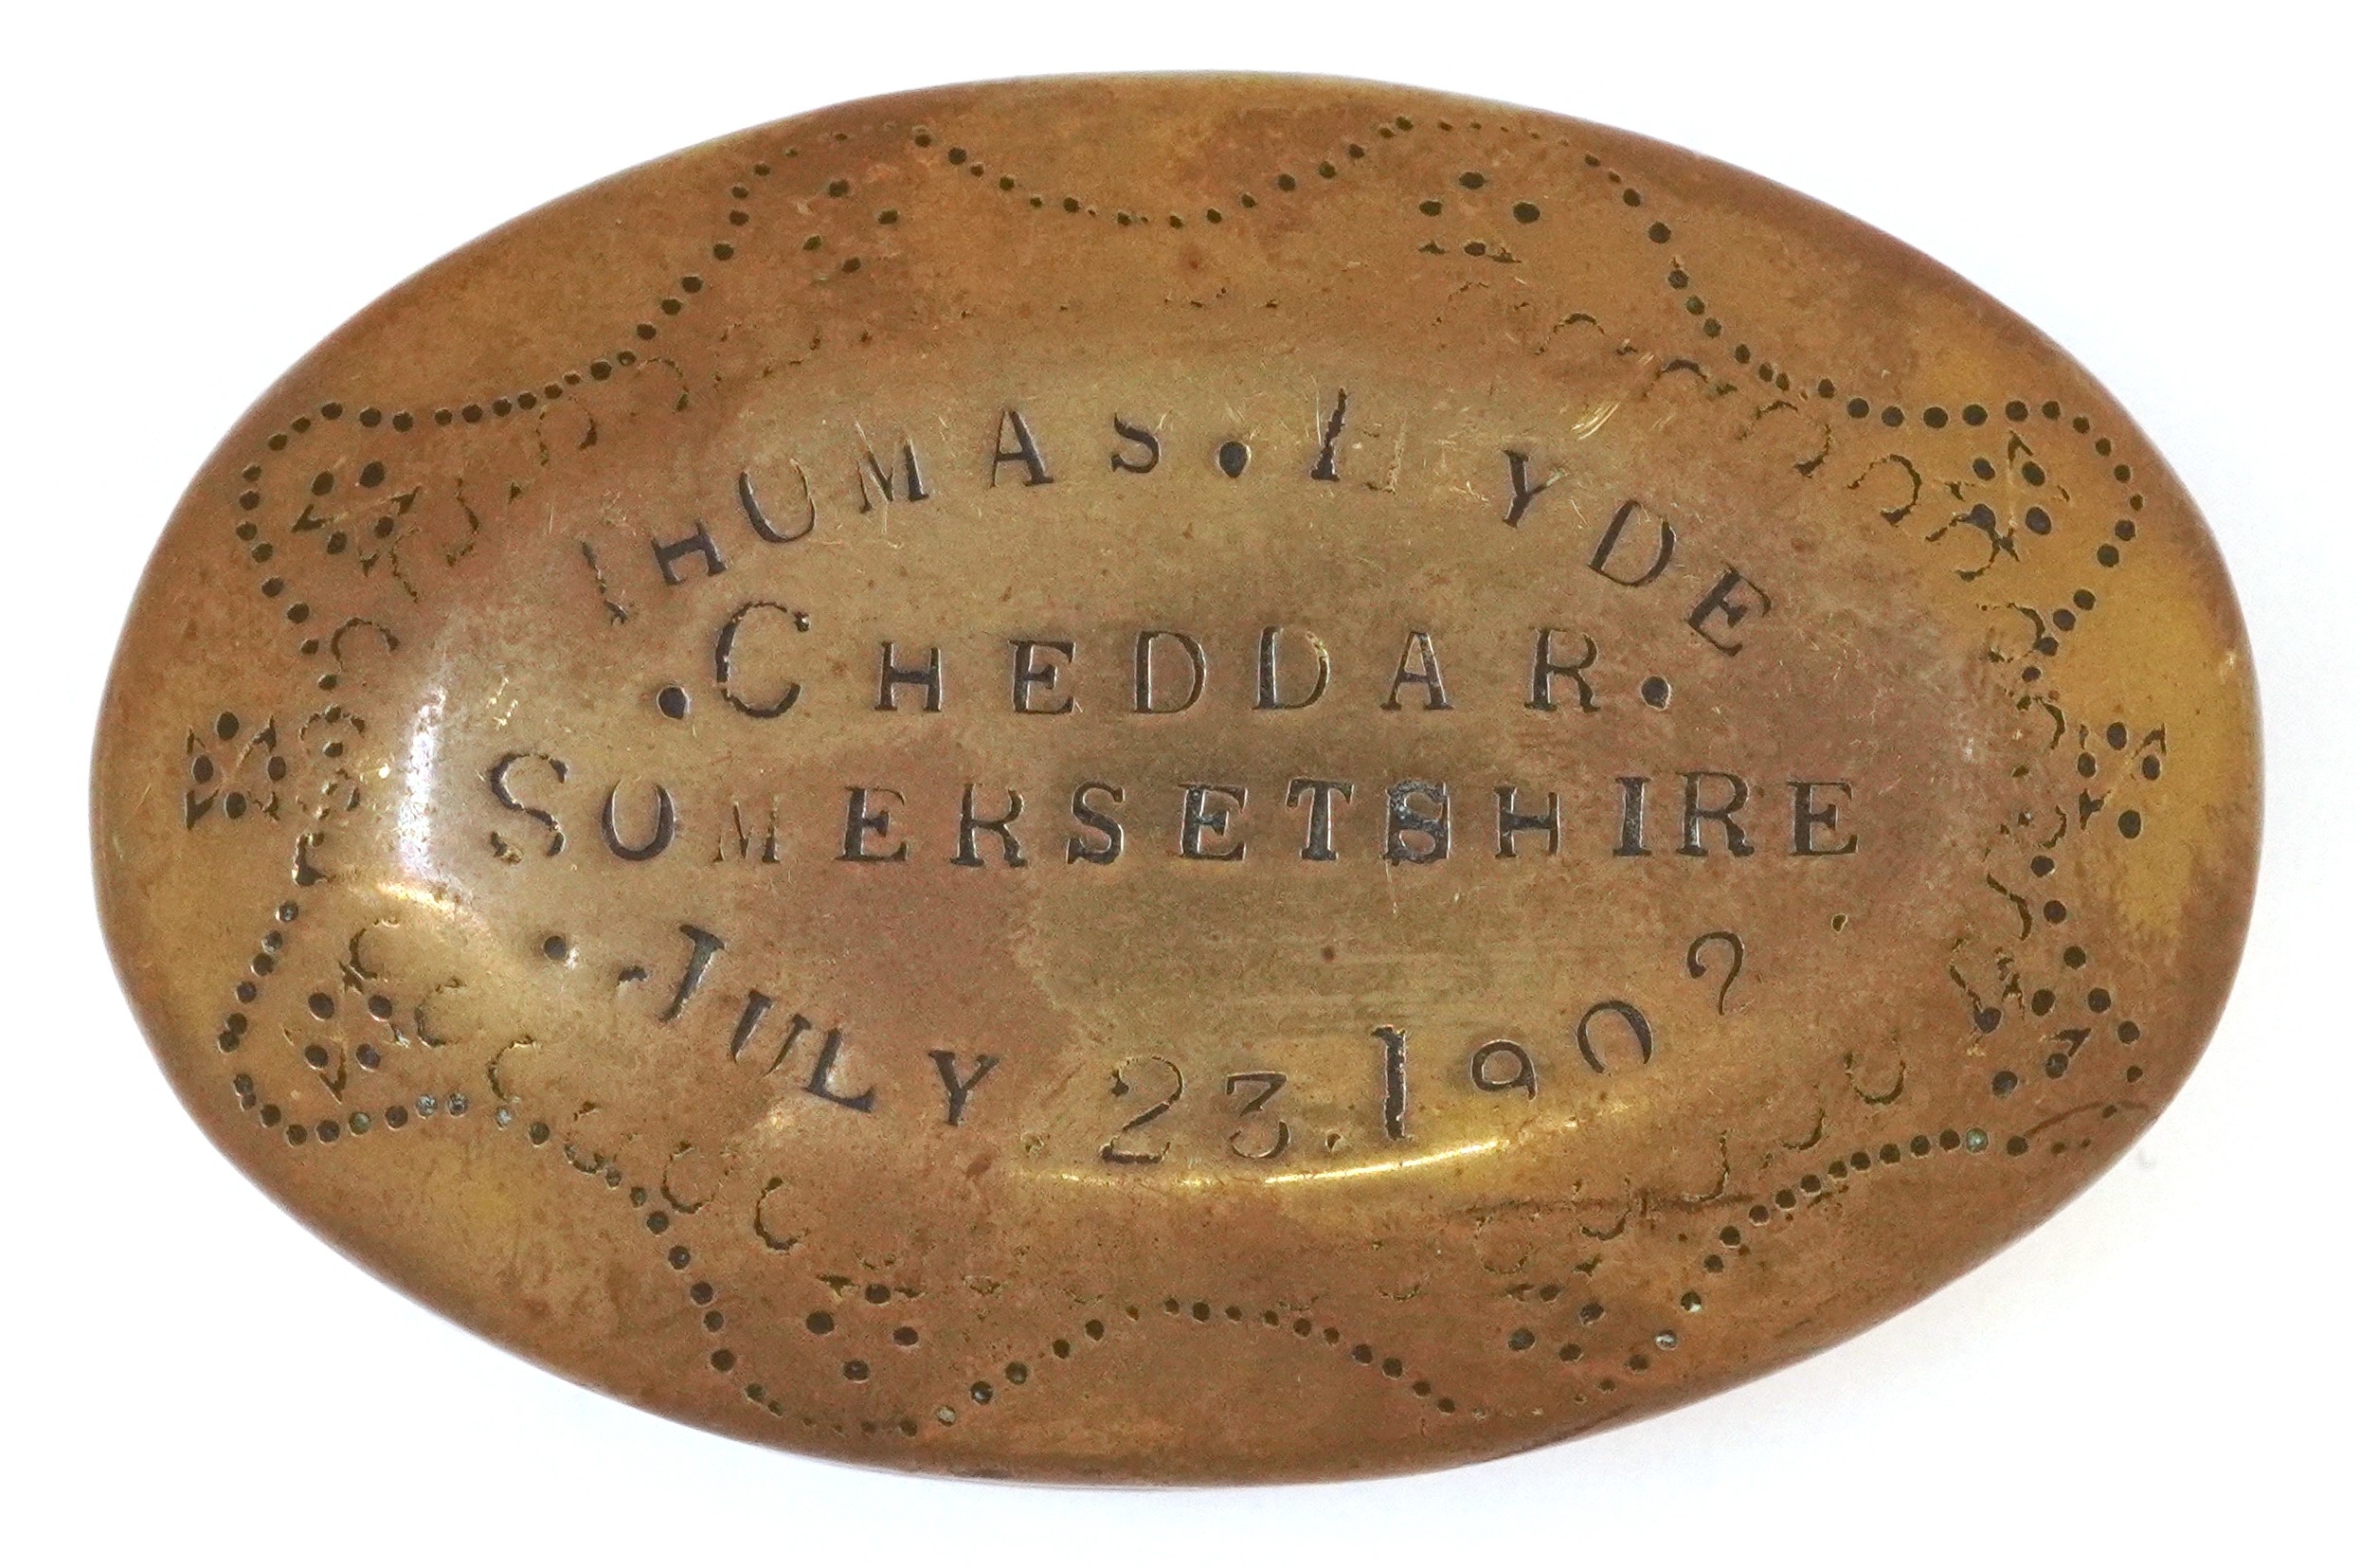 THOMAS. HYDE
.CHEDDAR.
SOMERSETSHIRE
. JULY 23.1902 .